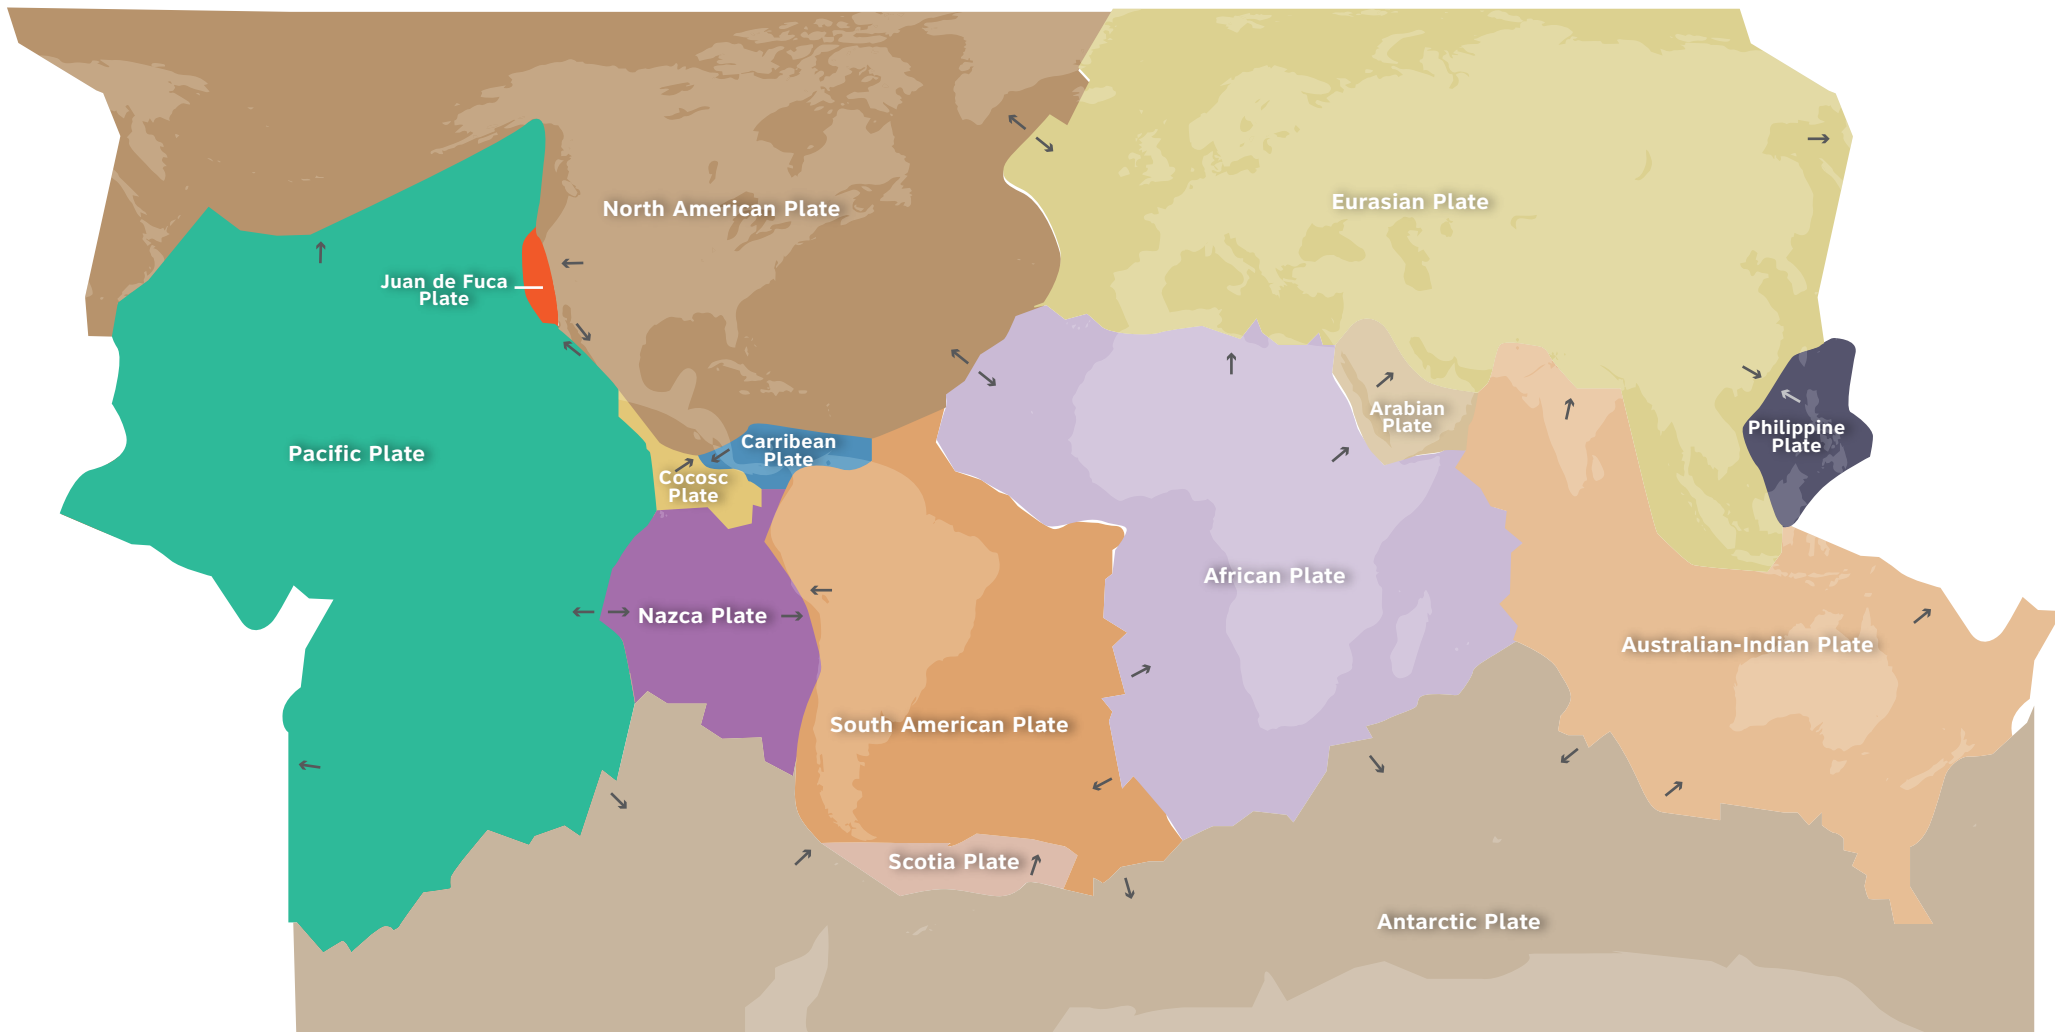 North American Plate
Eurasian Plate
Juan de Fuca
Plate
Pacific Plate
Carribean
Plate
Cocosc
Plate
Arabian
Plate
Philippine
Plate
Nazca Plate
African Plate
Australian-Indian Plate
South American Plate
Scotia Plate
Antarctic Plate